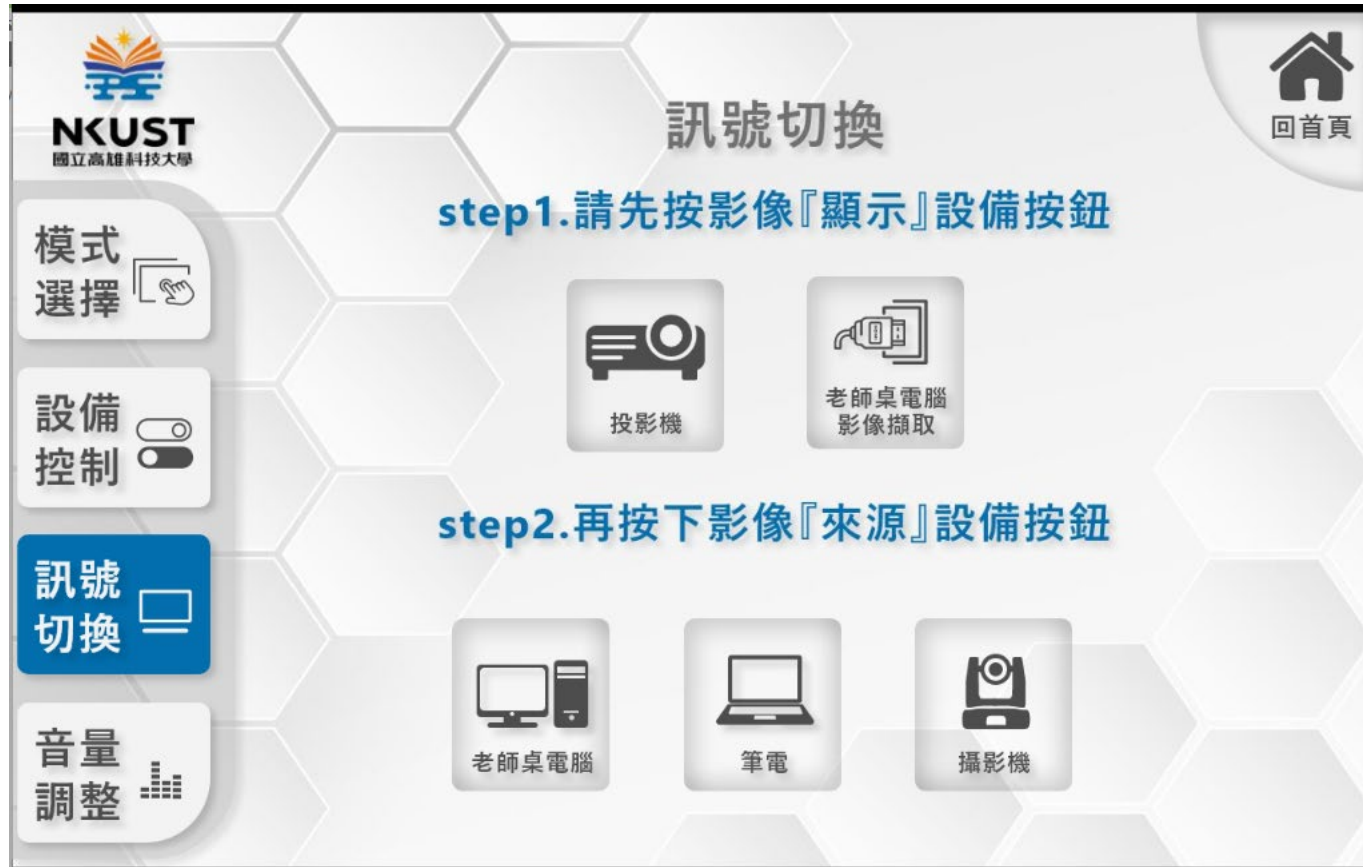 NKUST
國立高雄科技大學
回首頁
訊號切換
step1.請先按影像『顯示』設備按鈕
模式
選擇
投影機
老師桌電腦
影像擷取
設備
控制
step2.再按下影像『來源』設備按鈕
訊號
切換
老師桌電腦
筆電
攝影機
音量
調整